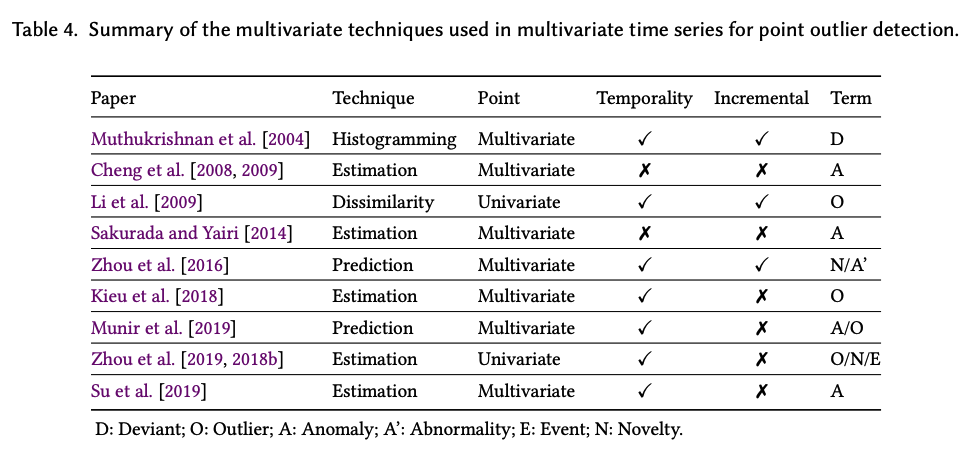 Table 4. Summary of the multivariate techniques used in multivariate time series for point outlier detection.
Paper Technique Point Temporality Incremental Term
Muthukrishnan et al. [2004] Histogramming Multivariate ✓ ✓ D
Cheng et al. [2008, 2009] Estimation Multivariate ✗ ✗ A
Li et al. [2009] Dissimilarity Univariate ✓ ✓ O
Sakurada and Yairi [2014] Estimation Multivariate ✗ ✗ A
Zhou et al. [2016] Prediction Multivariate ✓ ✓ N/A’
Kieu et al. [2018] Estimation Multivariate ✓ ✗ O
Munir et al. [2019] Prediction Multivariate ✓ ✗ A/O
Zhou et al. [2019, 2018b] Estimation Univariate ✓ ✗ O/N/E
Su et al. [2019] Estimation Multivariate ✓ ✗ A
D: Deviant; O: Outlier; A: Anomaly; A’: Abnormality; E: Event; N: Novelty.